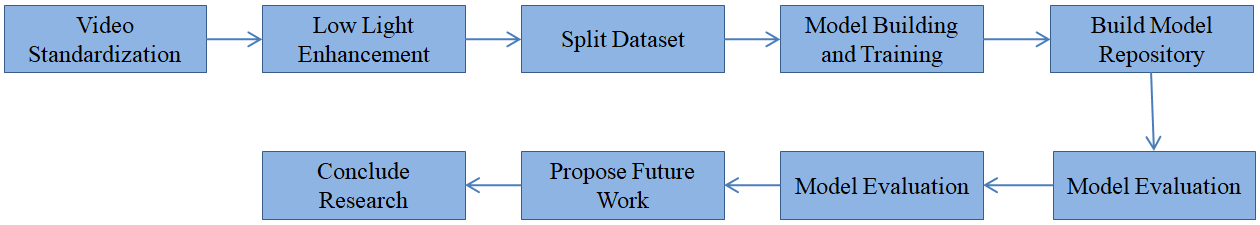 Video
Standardization
Low Light
Enhancement
Split Dataset
Model Building
and Training
Build Model
Repository
Model Evaluation
Model Evaluation
Propose Future
Work
Conclude
Research